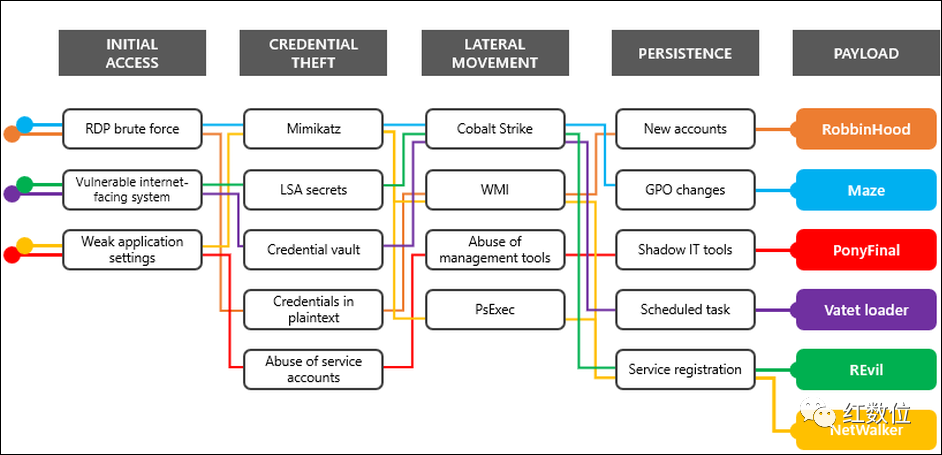 INITIAL
ACCESS
CREDENTIAL
THEFT
LATERAL
MOVEMENT
PERSISTENCE
PAYLOAD
RDP brute force
Mimikatz
Cobalt Strike
New accounts
RobbinHood
Vulnerable internet-
facing system
LSA secrets
WMI
GPO changes
Maze
Weak application
settings
Credential vault
Abuse of
management tools
Shadow IT tools
PonyFinal
Credentials in
plaintext
PsExec
Scheduled task
Vatet loader
Abuse of service
accounts
Service registration
REvil
红数位
NetWalker